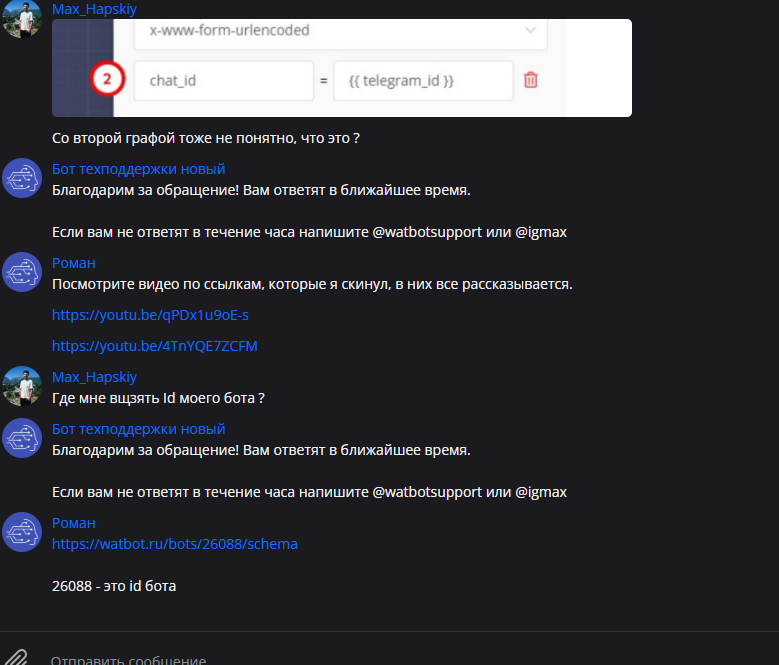 Max_Hapskiy
x-www-form-urlencoded
2
chat_id = {{ telegram_id }}
Со второй графой тоже не понятно, что это ?
Бот техподдержки новый
Благодарим за обращение! Вам ответят в ближайшее время.
Если вам не ответят в течение часа напишите @watbotsupport или @igmax
Роман
Посмотрите видео по ссылкам, которые я скинул, в них все рассказывается.
https://youtu.be/qPDx1u9oE-s
https://youtu.be/4TnYQE7ZCFM
Max_Hapskiy
Где мне вщзять Id моего бота ?
Бот техподдержки новый
Благодарим за обращение! Вам ответят в ближайшее время.
Если вам не ответят в течение часа напишите @watbotsupport или @igmax
Роман
https://watbot.ru/bots/26088/schema
26088 - это id бота
Отправить сообщение